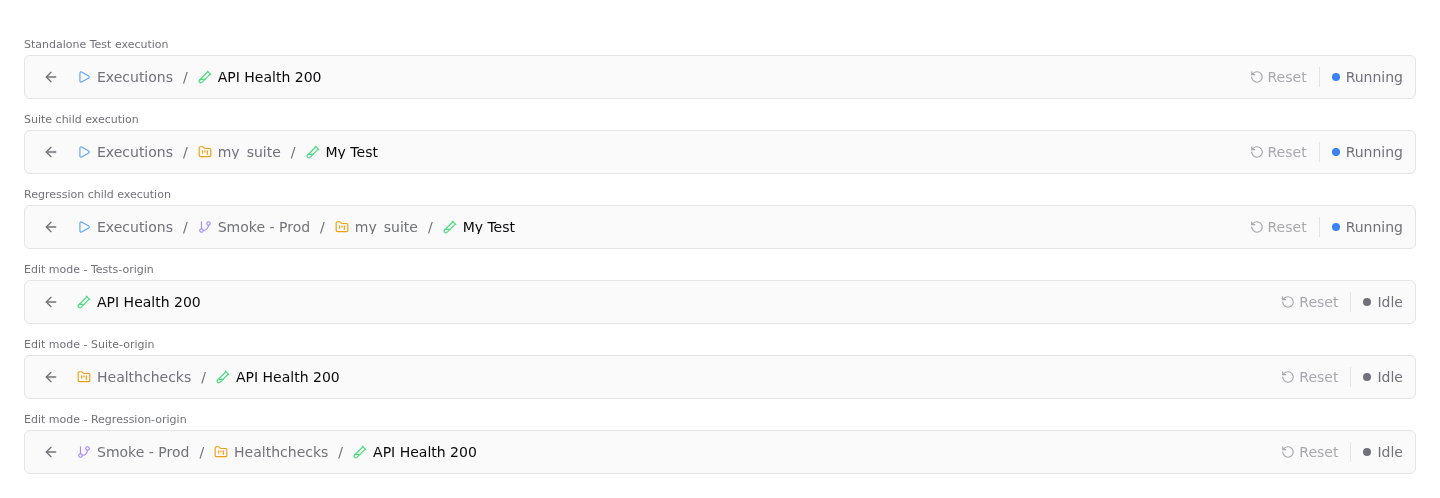 Standalone Test execution
Executions / API Health 200 Reset Running
Suite child execution
Executions / my_suite / My Test Reset Running
Regression child execution
Executions / Smoke - Prod / my_suite / My Test Reset Running
Edit mode - Tests-origin
API Health 200 Reset Idle
Edit mode - Suite-origin
Healthchecks / API Health 200 Reset Idle
Edit mode - Regression-origin
Smoke - Prod / Healthchecks / API Health 200 Reset Idle